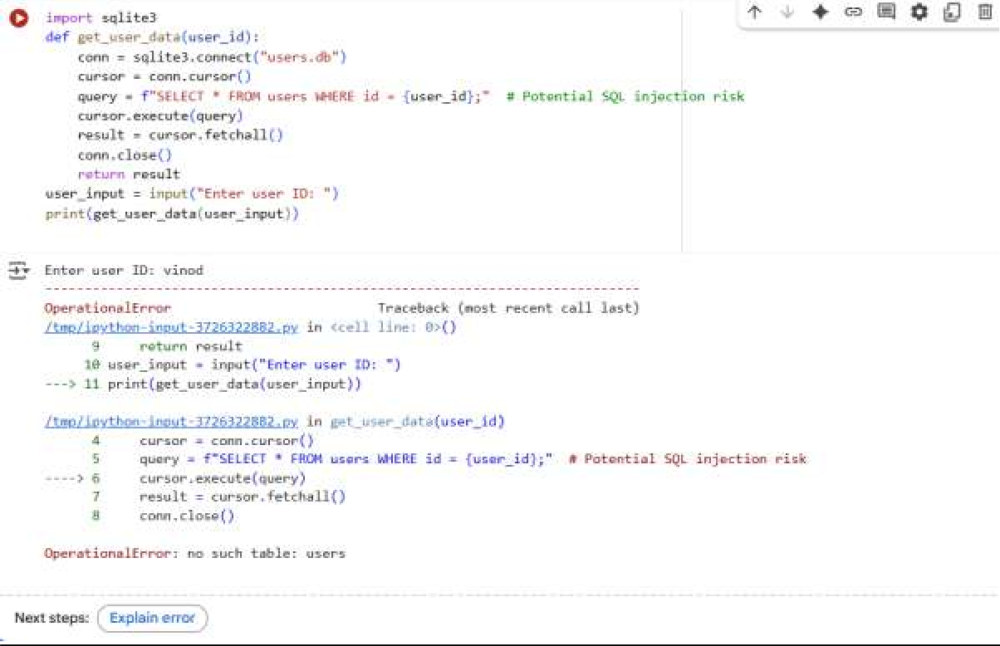 import sqlite3
def get_user_data(user_id):
    conn = sqlite3.connect("users.db")
    cursor = conn.cursor()
    query = f"SELECT * FROM users WHERE id = {user_id};"  # Potential SQL injection risk
    cursor.execute(query)
    result = cursor.fetchall()
    conn.close()
    return result
user_input = input("Enter user ID: ")
print(get_user_data(user_input))
Enter user ID: vinod
---------------------------------------------------------------------------
OperationalError                          Traceback (most recent call last)
/tmp/ipython-input-3726322882.py in <cell line: 0>()
      9     return result
     10 user_input = input("Enter user ID: ")
---> 11 print(get_user_data(user_input))
/tmp/ipython-input-3726322882.py in get_user_data(user_id)
      4     cursor = conn.cursor()
      5     query = f"SELECT * FROM users WHERE id = {user_id};"  # Potential SQL injection risk
----> 6     cursor.execute(query)
      7     result = cursor.fetchall()
      8     conn.close()
OperationalError: no such table: users
Next steps: Explain error